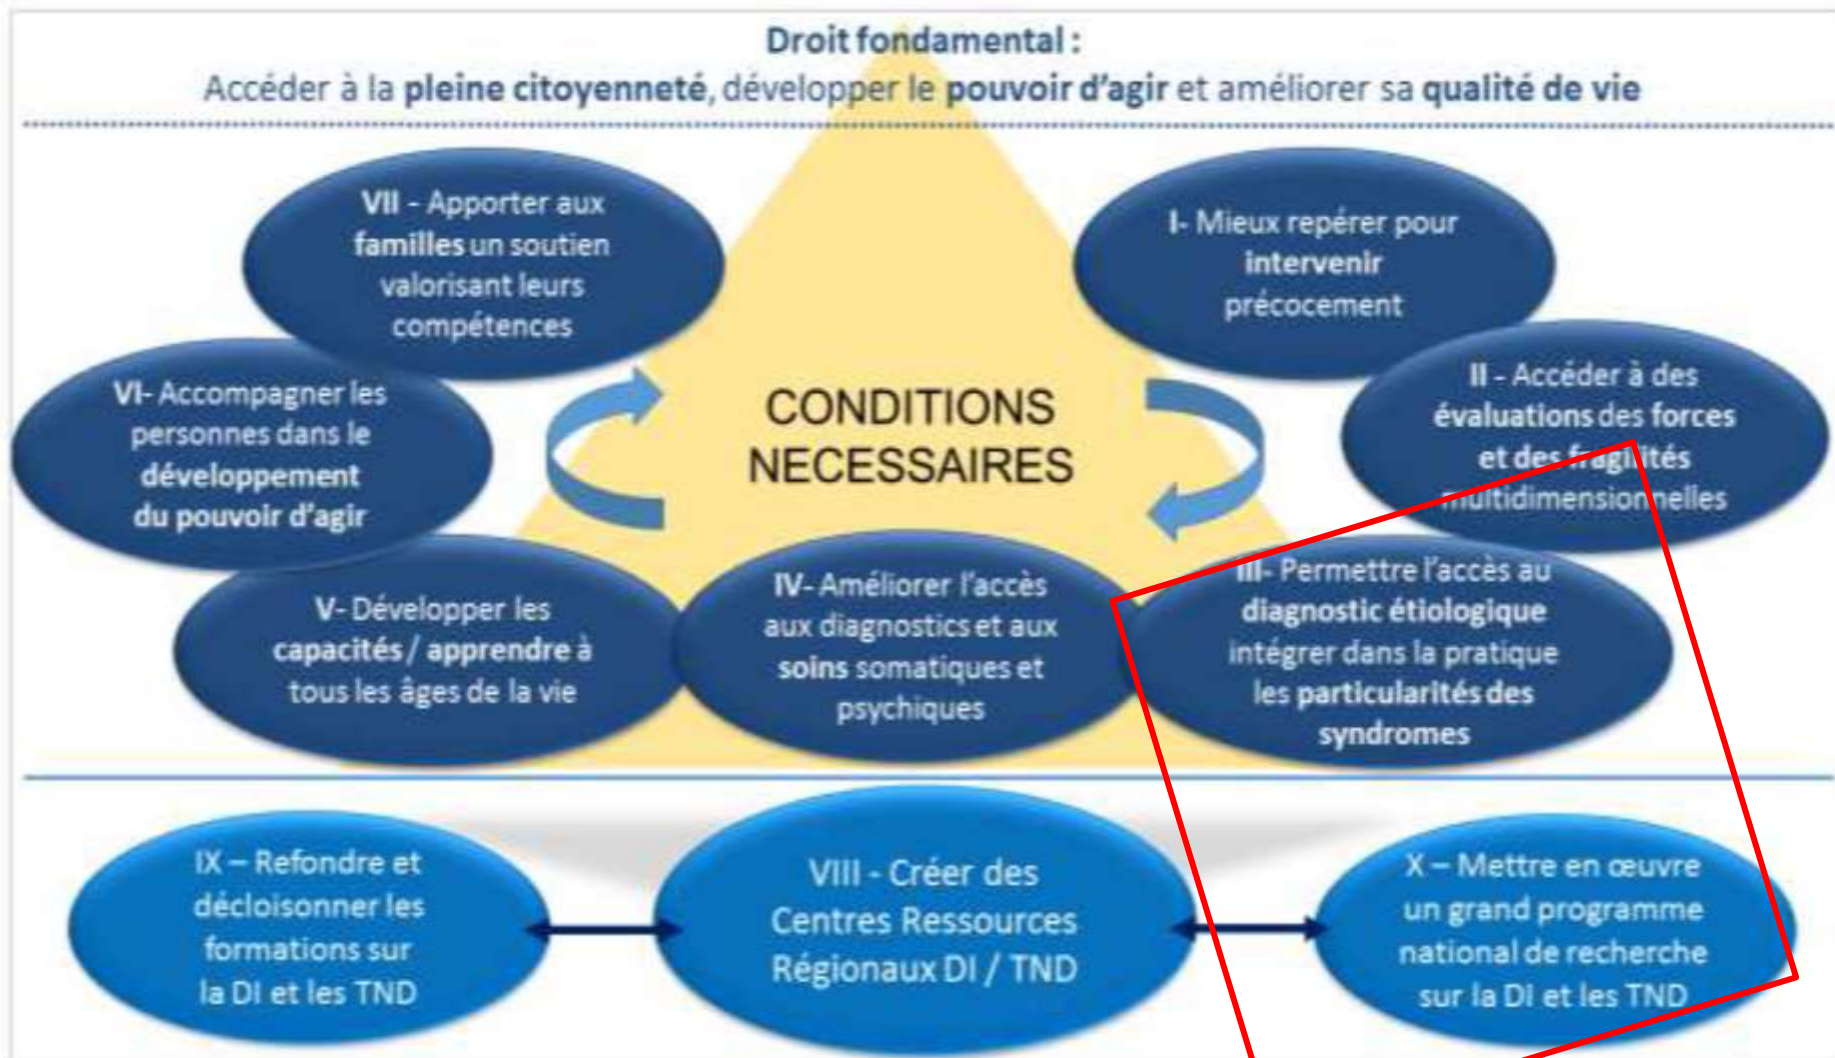 Droit fondamental :
Accéder à la pleine citoyenneté, développer le pouvoir d'agir et améliorer sa qualité de vie
VII - Apporter aux
familles un soutien
valorisant leurs
compétences
I- Mieux repérer pour
intervenir
précocement
VI- Accompagner les
personnes dans le
développement
du pouvoir d'agir
CONDITIONS
NECESSAIRES
II - Accéder à des
évaluations des forces
et des fragilités
multidimensionnelles
V- Développer les
capacités / apprendre à
tous les âges de la vie
IV- Améliorer l'accès
aux diagnostics et aux
soins somatiques et
psychiques
III- Permettre l'accès au
diagnostic étiologique
intégrer dans la pratique
les particularités des
syndromes
IX – Refondre et
décloisonner les
formations sur
la DI et les TND
VIII - Créer des
Centres Ressources
Régionaux DI / TND
X – Mettre en œuvre
un grand programme
national de recherche
sur la DI et les TND